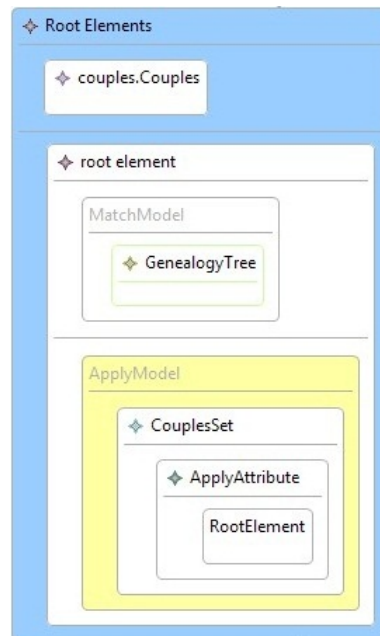 Root Elements
couples.Couples
root element
MatchModel
GenealogyTree
ApplyModel
CouplesSet
ApplyAttribute
RootElement